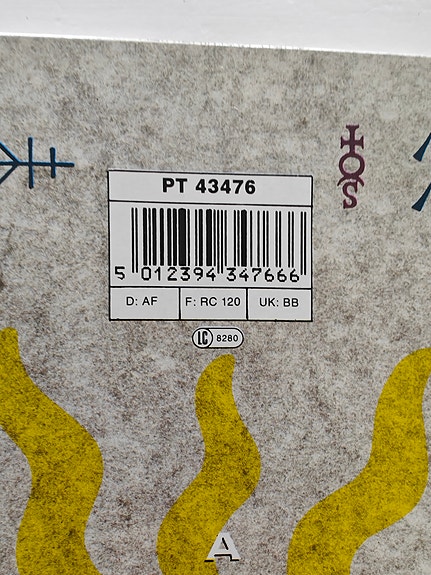 PT 43476
5 012394 347666
D: AF F: RC 120 UK: BB
LC 8280
A